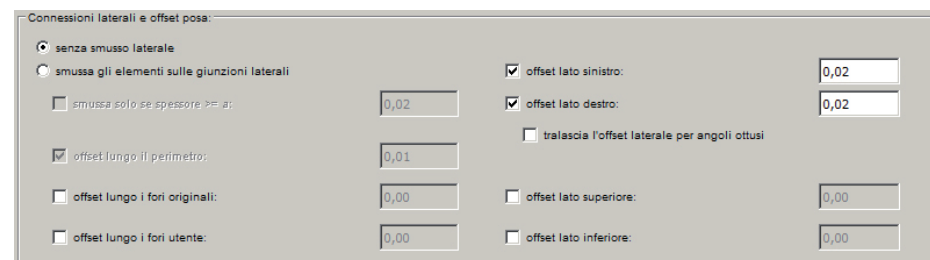 Connessioni laterali e offset posa:
senza smusso laterale
smussa gli elementi sulle giunzioni laterali
offset lato sinistro: 0,02
smussa solo se spessore >= a: 0,02
offset lato destro: 0,02
tralascia l'offset laterale per angoli ottusi
offset lungo il perimetro: 0,01
offset lungo i fori originali: 0,00
offset lato superiore: 0,00
offset lungo i fori utente: 0,00
offset lato inferiore: 0,00